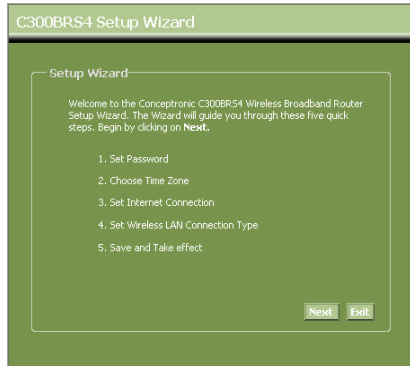 C300BRS4 Setup Wizard
Setup Wizard
Welcome to the Conceptronic C300BRS4 Wireless Broadband Router
Setup Wizard. The Wizard will guide you through these five quick
steps. Begin by clicking on Next.
1. Set Password
2. Choose Time Zone
3. Set Internet Connection
4. Set Wireless LAN Connection Type
5. Save and Take effect
Next Exit